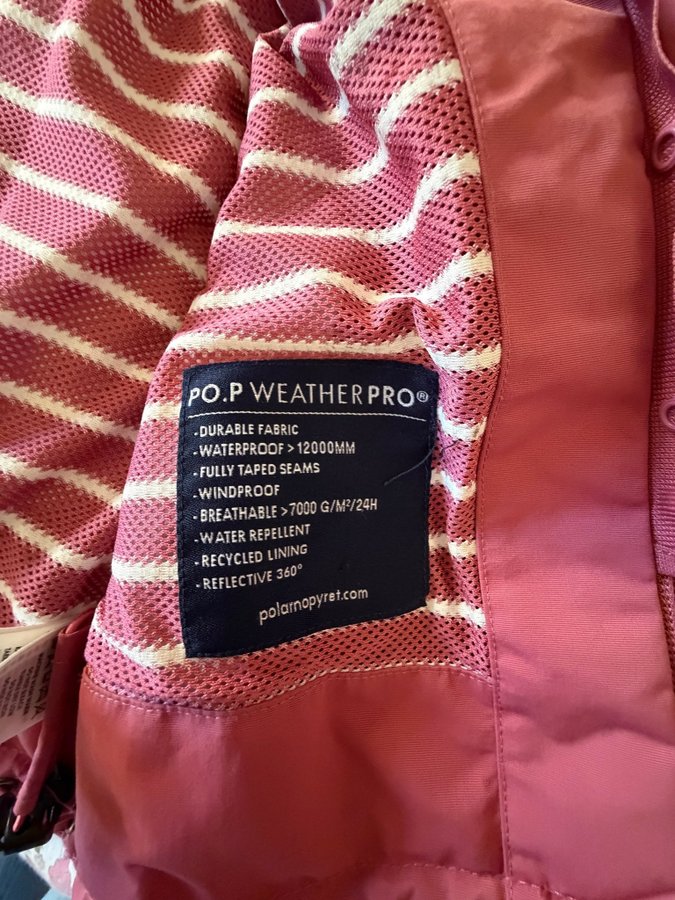 PO.P WEATHERPRO®
-DURABLE FABRIC
-WATERPROOF >12000MM
-FULLY TAPED SEAMS
-WINDPROOF
-BREATHABLE >7000 G/M²/24H
-WATER REPELLENT
-RECYCLED LINING
-REFLECTIVE 360°
polarnopyret.com